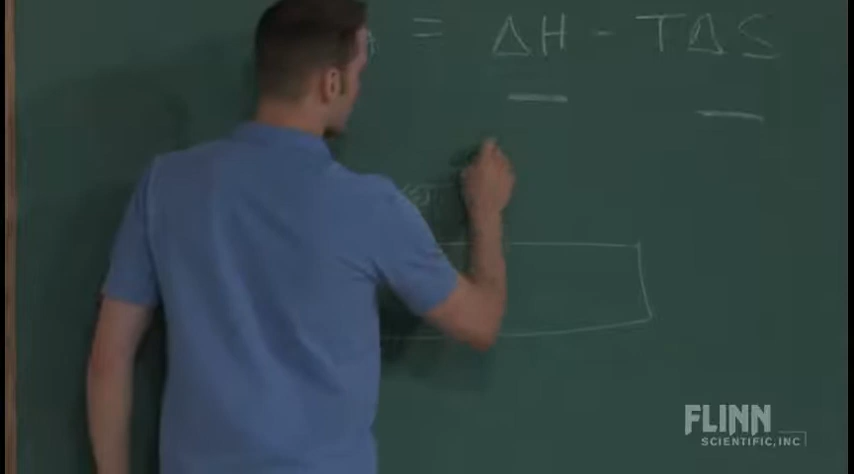 = ΔH - TΔS
(s)
FLINN
SCIENTIFIC, INC